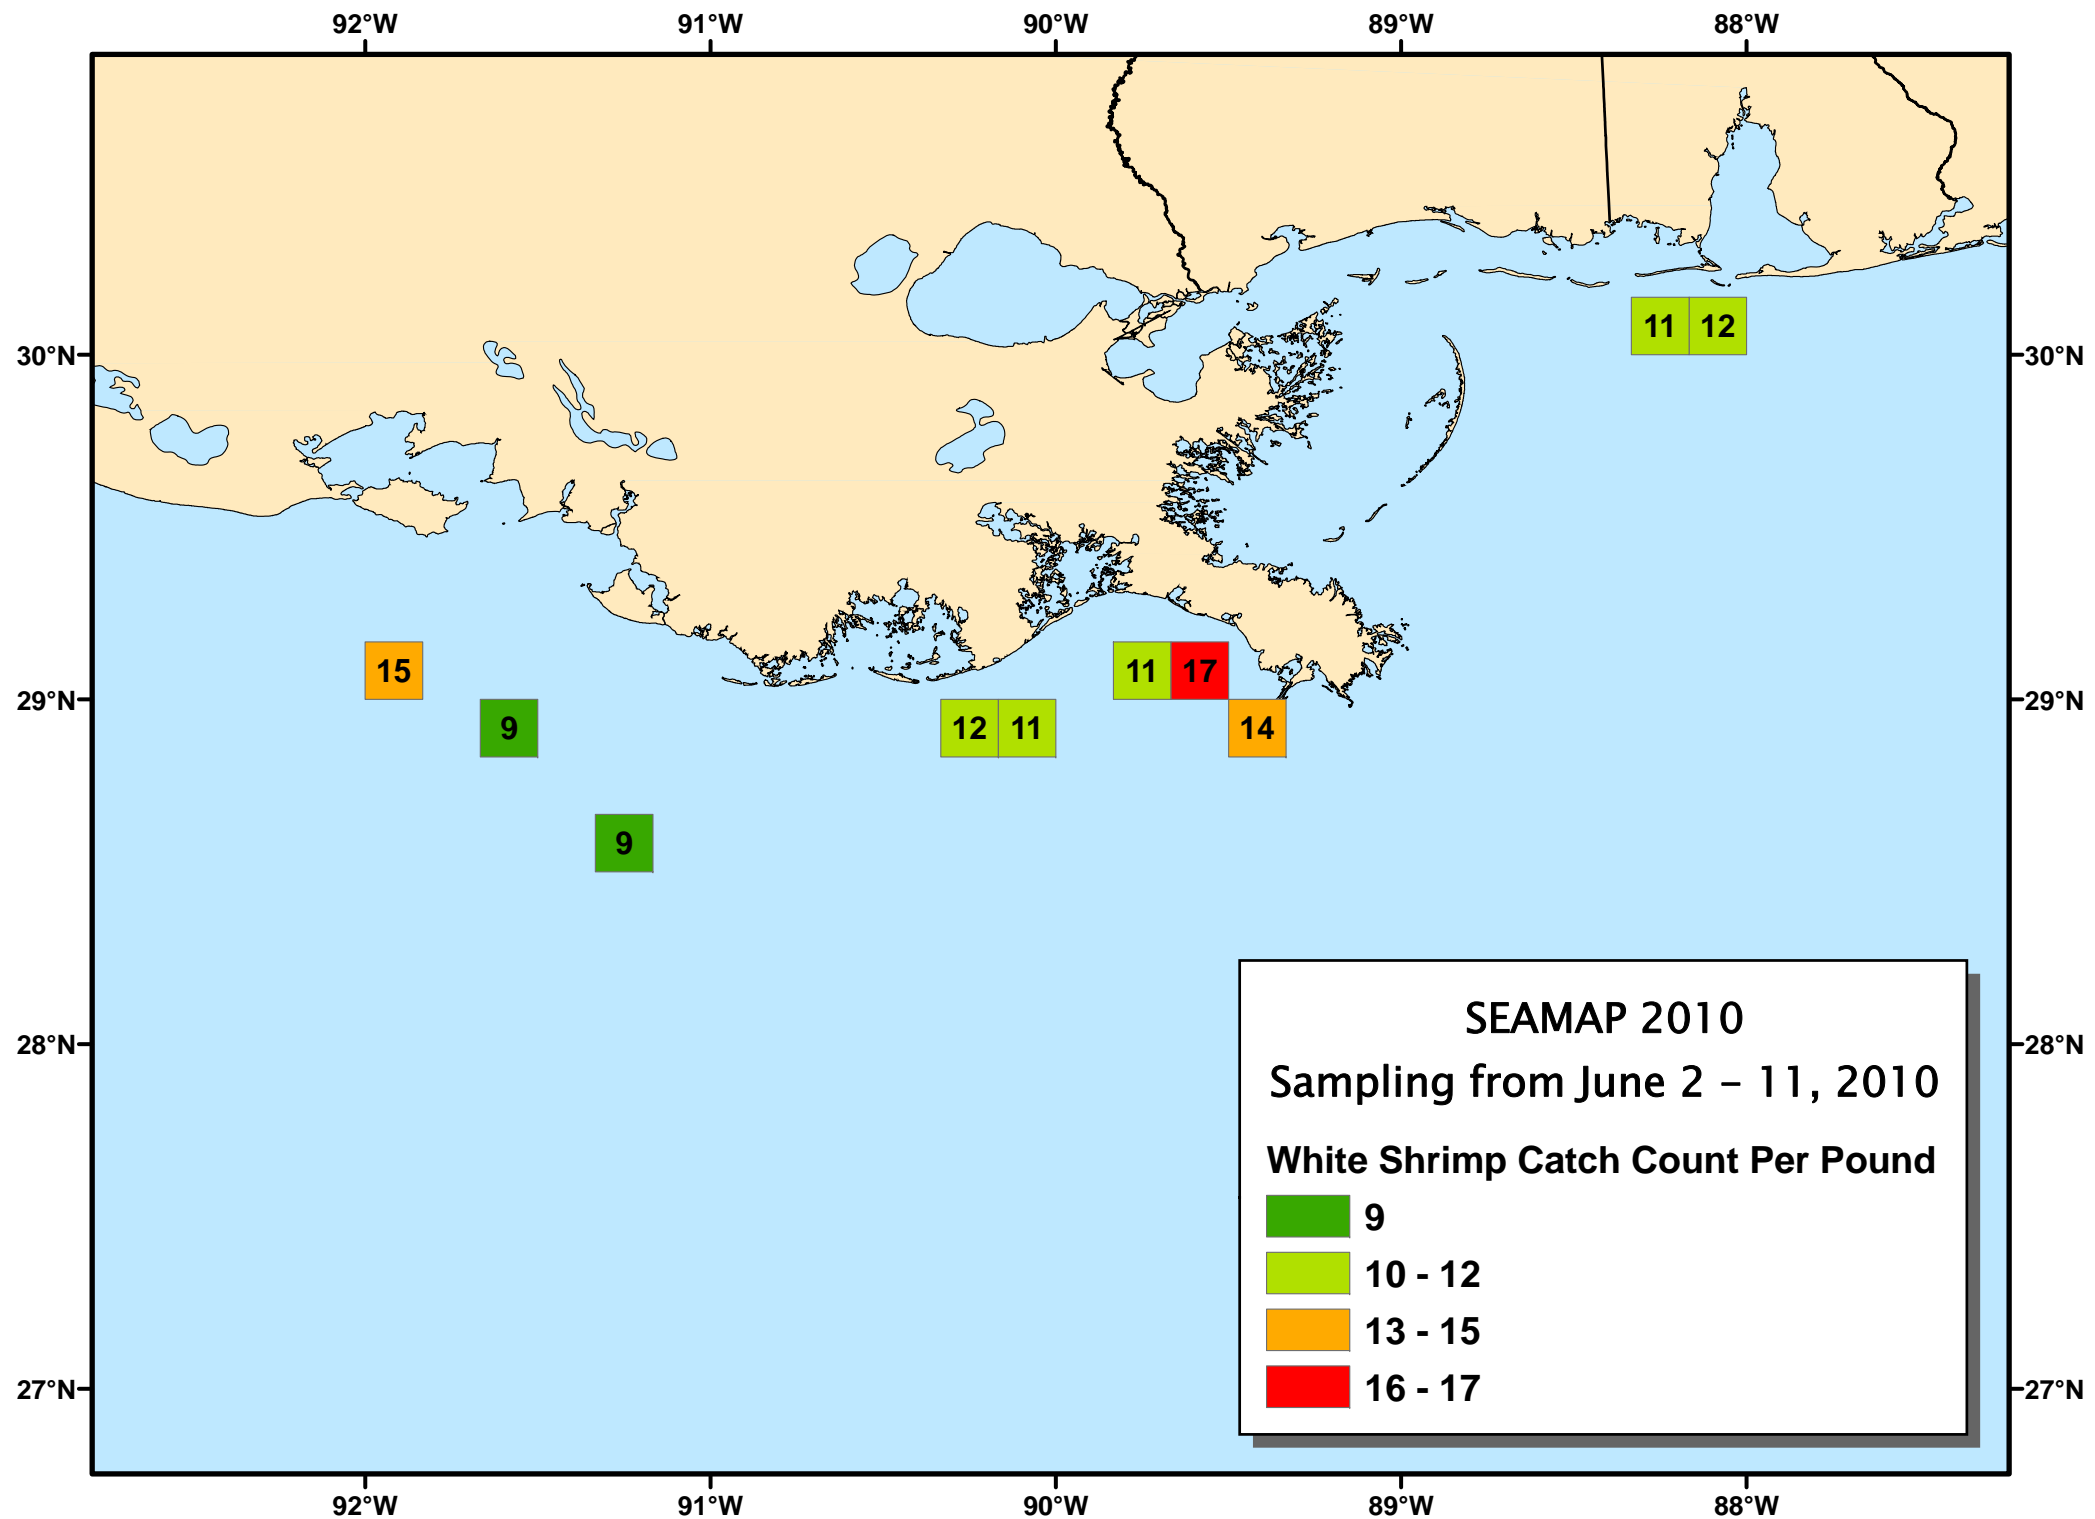 92°W 91°W 90°W 89°W 88°W
11 12
30°N 30°N
15 11 17
29°N 29°N
9 12 11 14
9
SEAMAP 2010
28°N 28°N
Sampling from June 2 – 11, 2010
White Shrimp Catch Count Per Pound
9
10 - 12
13 - 15
16 - 17
27°N 27°N
92°W 91°W 90°W 89°W 88°W